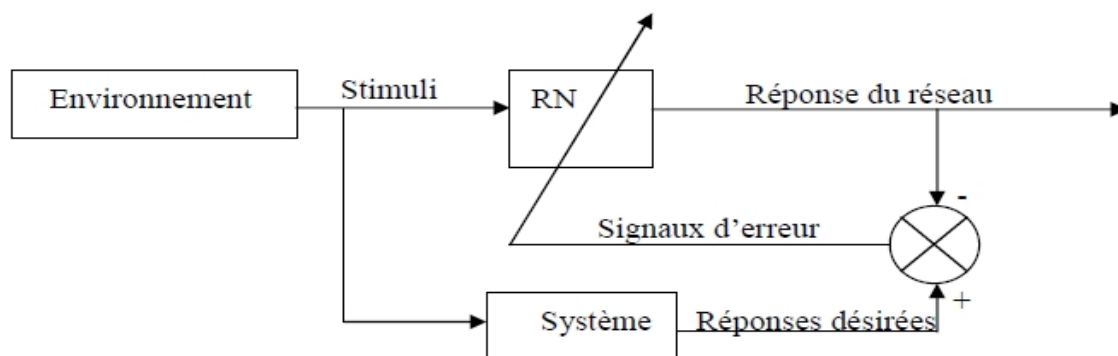 Environnement
Stimuli
RN
Réponse du réseau
-
Signaux d'erreur
+
Système
Réponses désirées